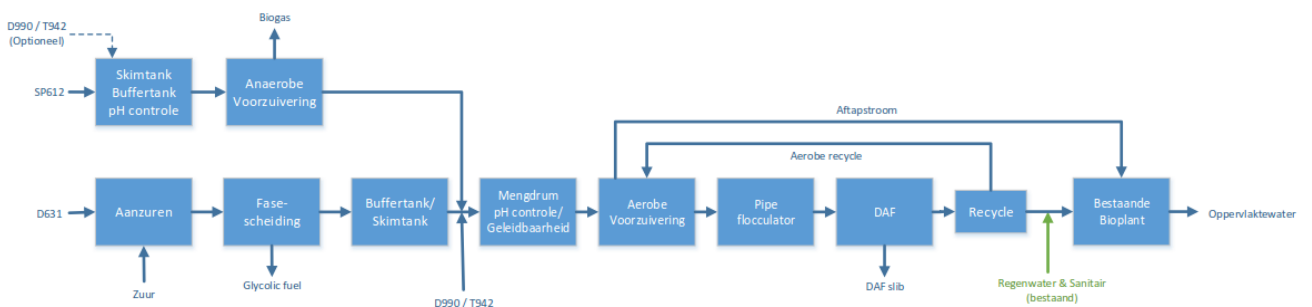 D990 / T942
(Optioneel)
Biogas
SP612
Skimtank
Buffertank
pH controle
Anaerobe
Voorzuivering
Aftapstroom
Aerobe recycle
D631
Aanzuren
Fase-
scheiding
Buffertank/
Skimtank
Mengdrum
pH controle/
Geleidbaarheid
Aerobe
Voorzuivering
Pipe
flocculator
DAF
Recycle
Bestaande
Bioplant
Oppervlaktewater
Zuur
Glycolic fuel
D990 / T942
DAF slib
Regenwater & Sanitair
(bestaand)